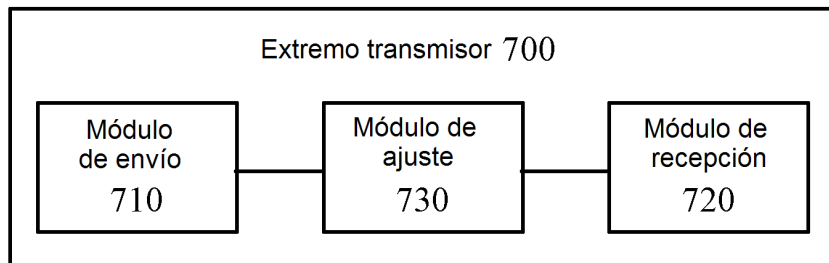 Extremo transmisor 700
Módulo
de envío
710
Módulo de
ajuste
730
Módulo de
recepción
720